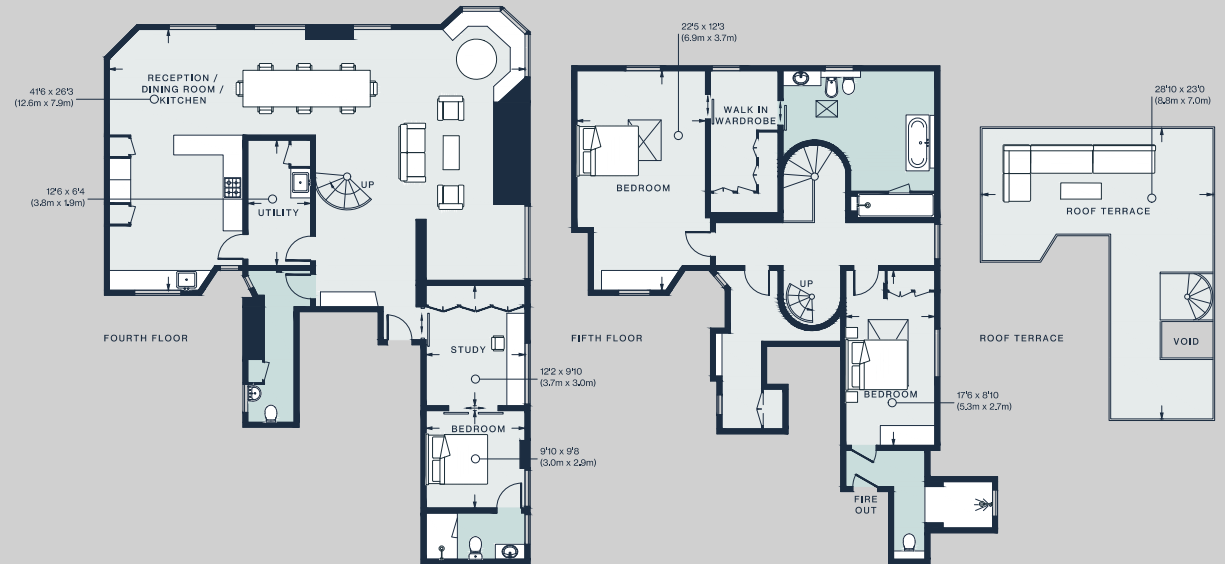 RECEPTION /
DINING ROOM /
KITCHEN
41'6 x 26'3
(12.6m x 7.9m)
12'6 x 6'4
(3.8m x 1.9m)
UTILITY
UP
STUDY
12'2 x 9'10
(3.7m x 3.0m)
BEDROOM
9'10 x 9'8
(3.0m x 2.9m)
FOURTH FLOOR
22'5 x 12'3
(6.9m x 3.7m)
BEDROOM
WALK IN
WARDROBE
UP
BEDROOM
17'6 x 8'10
(5.3m x 2.7m)
FIRE
OUT
FIFTH FLOOR
28'10 x 23'0
(8.8m x 7.0m)
ROOF TERRACE
VOID
ROOF TERRACE